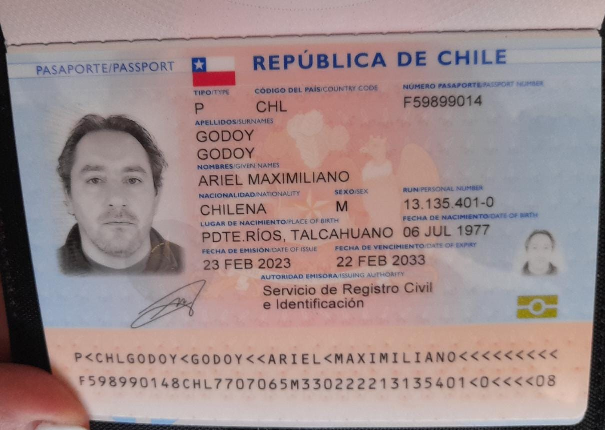 PASAPORTE/PASSPORT
REPÚBLICA DE CHILE
TIPO/TYPE CÓDIGO DEL PAÍS/COUNTRY CODE NÚMERO PASAPORTE/PASSPORT NUMBER
P CHL F59899014
APELLIDOS/SURNAMES
GODOY
GODOY
NOMBRES/GIVEN NAMES
ARIEL MAXIMILIANO
NACIONALIDAD/NATIONALITY SEXO/SEX RUN/PERSONAL NUMBER
CHILENA M 13.135.401-0
LUGAR DE NACIMIENTO/PLACE OF BIRTH FECHA DE NACIMIENTO/DATE OF BIRTH
PDTE.RÍOS, TALCAHUANO 06 JUL 1977
FECHA DE EMISIÓN/DATE OF ISSUE FECHA DE VENCIMIENTO/DATE OF EXPIRY
23 FEB 2023 22 FEB 2033
AUTORIDAD EMISORA/ISSUING AUTHORITY
Servicio de Registro Civil
e Identificación
P<CHLGODOY<GODOY<<ARIEL<MAXIMILIANO<<<<<<<<<
F598990148CHL7707065M330222213135401<0<<<<08